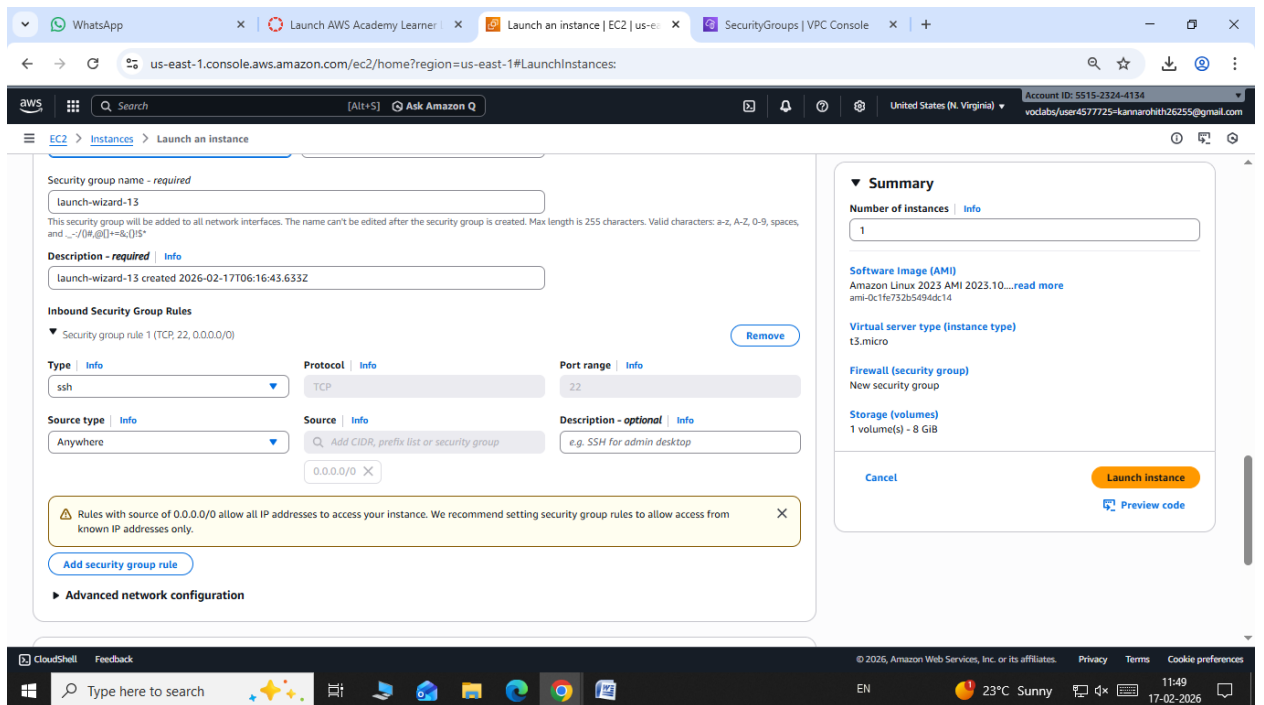 WhatsApp
Launch AWS Academy Learner
Launch an instance | EC2 | us-ea
SecurityGroups | VPC Console
us-east-1.console.aws.amazon.com/ec2/home?region=us-east-1#LaunchInstances:
aws
Search [Alt+S]
Ask Amazon Q
United States (N. Virginia)
Account ID: 5515-2324-4134
voclabs/user4577725=kannarohith26255@gmail.com
EC2 > Instances > Launch an instance
Security group name - required
launch-wizard-13
This security group will be added to all network interfaces. The name can't be edited after the security group is created. Max length is 255 characters. Valid characters: a-z, A-Z, 0-9, spaces,
and ._-:/()#,@[]+=&;{}!$*
Description - required Info
launch-wizard-13 created 2026-02-17T06:16:43.633Z
Inbound Security Group Rules
Security group rule 1 (TCP, 22, 0.0.0.0/0)
Remove
Type Info
Protocol Info
Port range Info
ssh
TCP
22
Source type Info
Source Info
Description - optional Info
Anywhere
Add CIDR, prefix list or security group
e.g. SSH for admin desktop
0.0.0.0/0
Rules with source of 0.0.0.0/0 allow all IP addresses to access your instance. We recommend setting security group rules to allow access from
known IP addresses only.
Add security group rule
Advanced network configuration
Summary
Number of instances Info
1
Software Image (AMI)
Amazon Linux 2023 AMI 2023.10....read more
ami-0c1fe732b5494dc14
Virtual server type (instance type)
t3.micro
Firewall (security group)
New security group
Storage (volumes)
1 volume(s) - 8 GiB
Cancel
Launch instance
Preview code
CloudShell Feedback
© 2026, Amazon Web Services, Inc. or its affiliates. Privacy Terms Cookie preferences
Type here to search
EN
1
23°C Sunny
11:49
17-02-2026